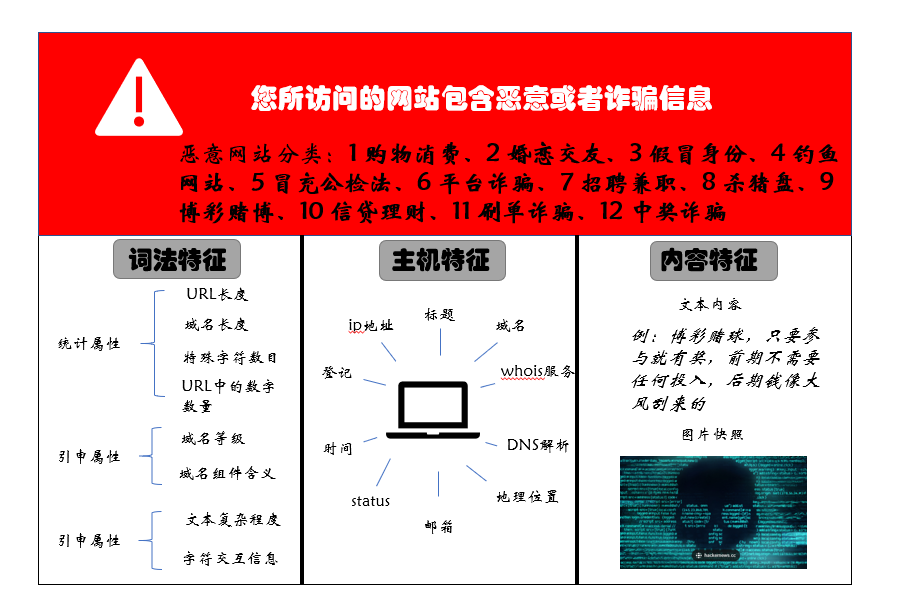 您所访问的网站包含恶意或者诈骗信息
恶意网站分类：1 购物消费、2 婚恋交友、3 假冒身份、4 钓鱼
网站、5 冒充公检法、6 平台诈骗、7 招聘兼职、8 杀猪盘、9
博彩赌博、10 信贷理财、11 刷单诈骗、12 中奖诈骗
词法特征
统计属性
URL长度
域名长度
特殊字符数目
URL中的数字
数量
引申属性
域名等级
域名组件含义
引申属性
文本复杂程度
字符交互信息
主机特征
标题
ip地址
域名
登记
whois服务
时间
DNS解析
status
地理位置
邮箱
内容特征
文本内容
例：博彩赌球，只要参
与就有奖，前期不需要
任何投入，后期钱像大
风刮来的
图片快照
hackernews.cc